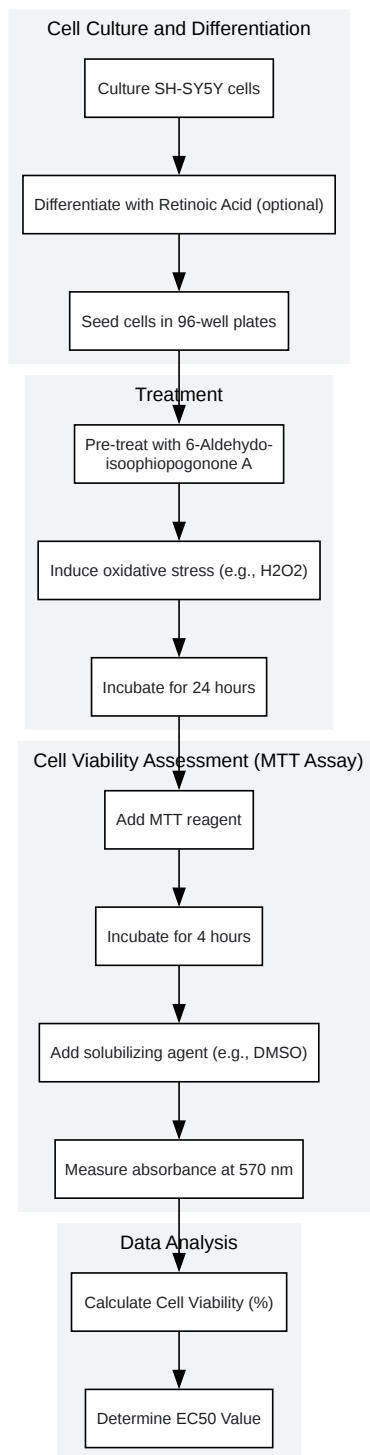 Cell Culture and Differentiation
Culture SH-SY5Y cells
Differentiate with Retinoic Acid (optional)
Seed cells in 96-well plates
Treatment
Pre-treat with 6-Aldehydo-
isoophiopogonone A
Induce oxidative stress (e.g., H2O2)
Incubate for 24 hours
Cell Viability Assessment (MTT Assay)
Add MTT reagent
Incubate for 4 hours
Add solubilizing agent (e.g., DMSO)
Measure absorbance at 570 nm
Data Analysis
Calculate Cell Viability (%)
Determine EC50 Value